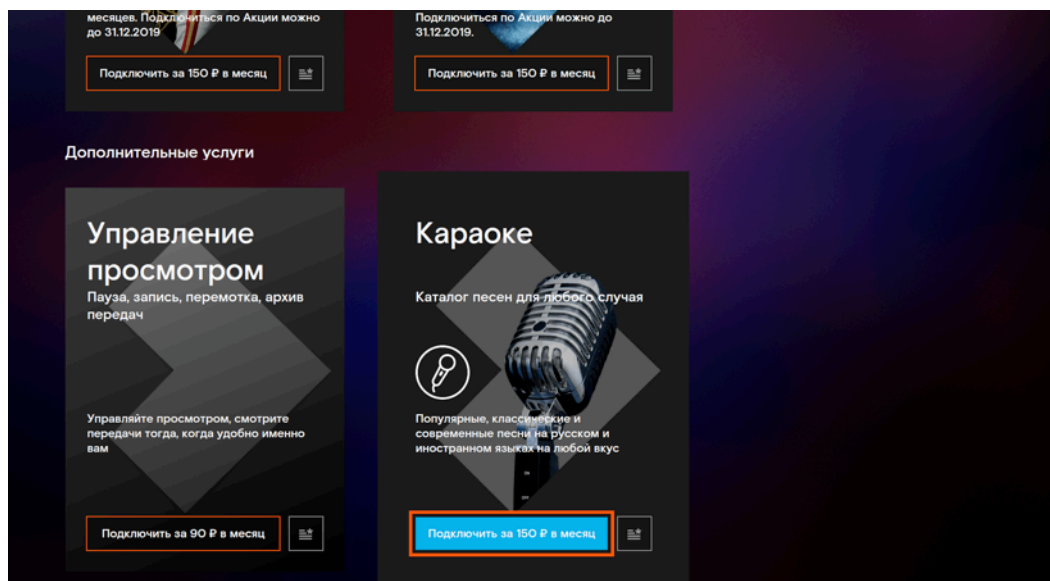 месяцев. Подключиться по Акции можно
до 31.12.2019
Подключиться по Акции можно до
31.12.2019.
Подключить за 150 ₽ в месяц
Подключить за 150 ₽ в месяц
Дополнительные услуги
Управление
просмотром
Пауза, запись, перемотка, архив
передач
Управляйте просмотром, смотрите
передачи тогда, когда удобно именно
вам
Подключить за 90 ₽ в месяц
Караоке
Каталог песен для любого случая
Популярные, классические и
современные песни на русском и
иностранном языках на любой вкус
ON
OFF
Подключить за 150 ₽ в месяц